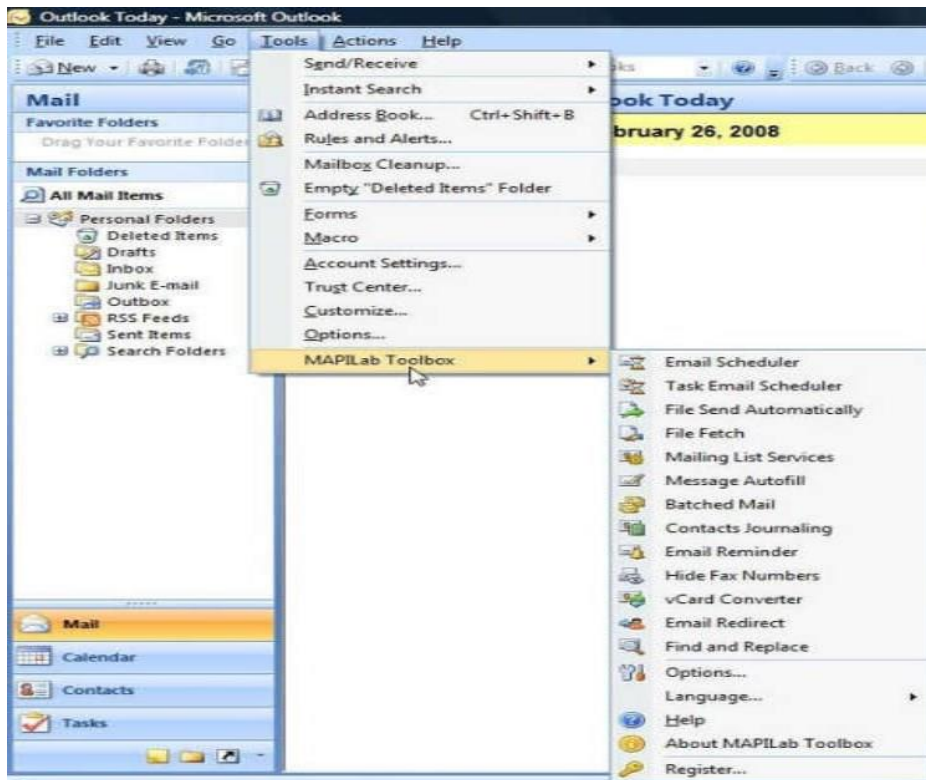 Outlook Today - Microsoft Outlook
File Edit View Go Tools Actions Help
New
Back
Mail
Favorite Folders
Drag Your Favorite Folder
Mail Folders
All Mail Items
Personal Folders
Deleted Items
Drafts
Inbox
Junk E-mail
Outbox
RSS Feeds
Sent Items
Search Folders
Mail
Calendar
Contacts
Tasks
Send/Receive
Instant Search
Address Book... Ctrl+Shift+B
Rules and Alerts...
Mailbox Cleanup...
Empty "Deleted Items" Folder
Forms
Macro
Account Settings...
Trust Center...
Customize...
Options...
MAPILab Toolbox
ook Today
bruary 26, 2008
Email Scheduler
Task Email Scheduler
File Send Automatically
File Fetch
Mailing List Services
Message Autofill
Batched Mail
Contacts Journaling
Email Reminder
Hide Fax Numbers
vCard Converter
Email Redirect
Find and Replace
Options...
Language...
Help
About MAPILab Toolbox
Register...